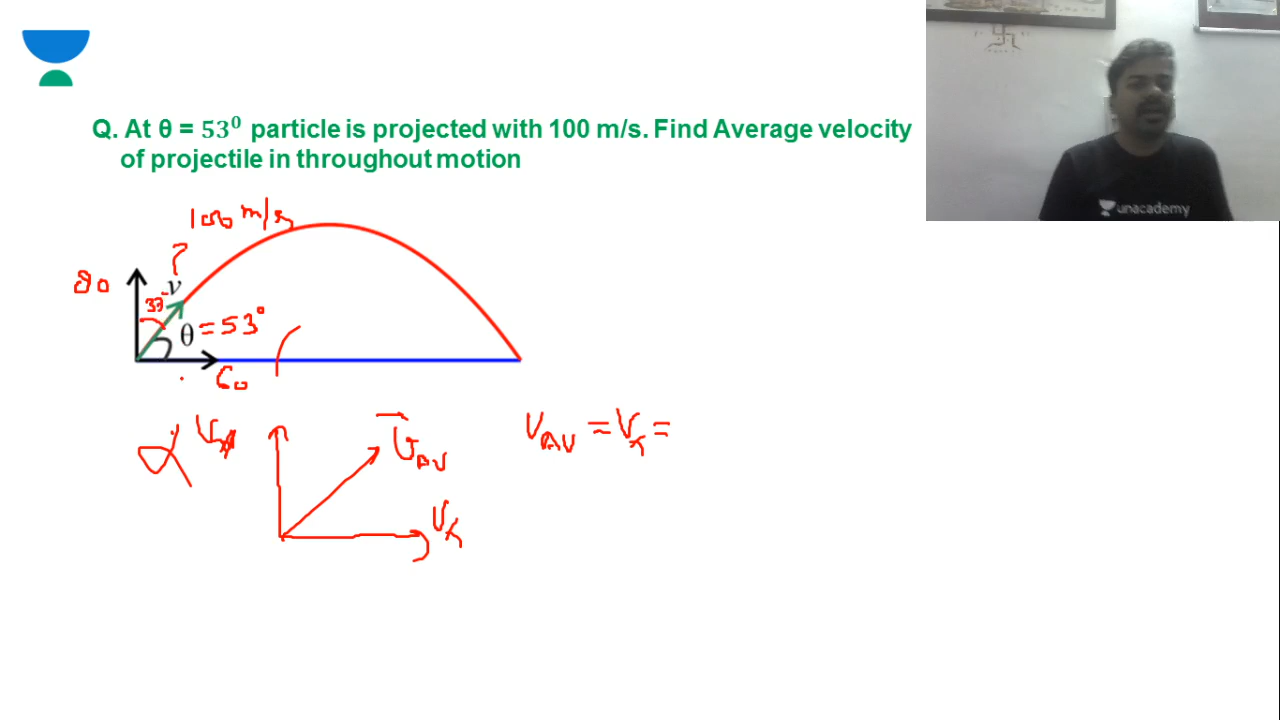 Q. At θ = 53⁰ particle is projected with 100 m/s. Find Average velocity
of projectile in throughout motion
unacademy
100 m/s
?
80
v
37°
θ = 53°
60
V_AV
V_x
V_AV = V_x =